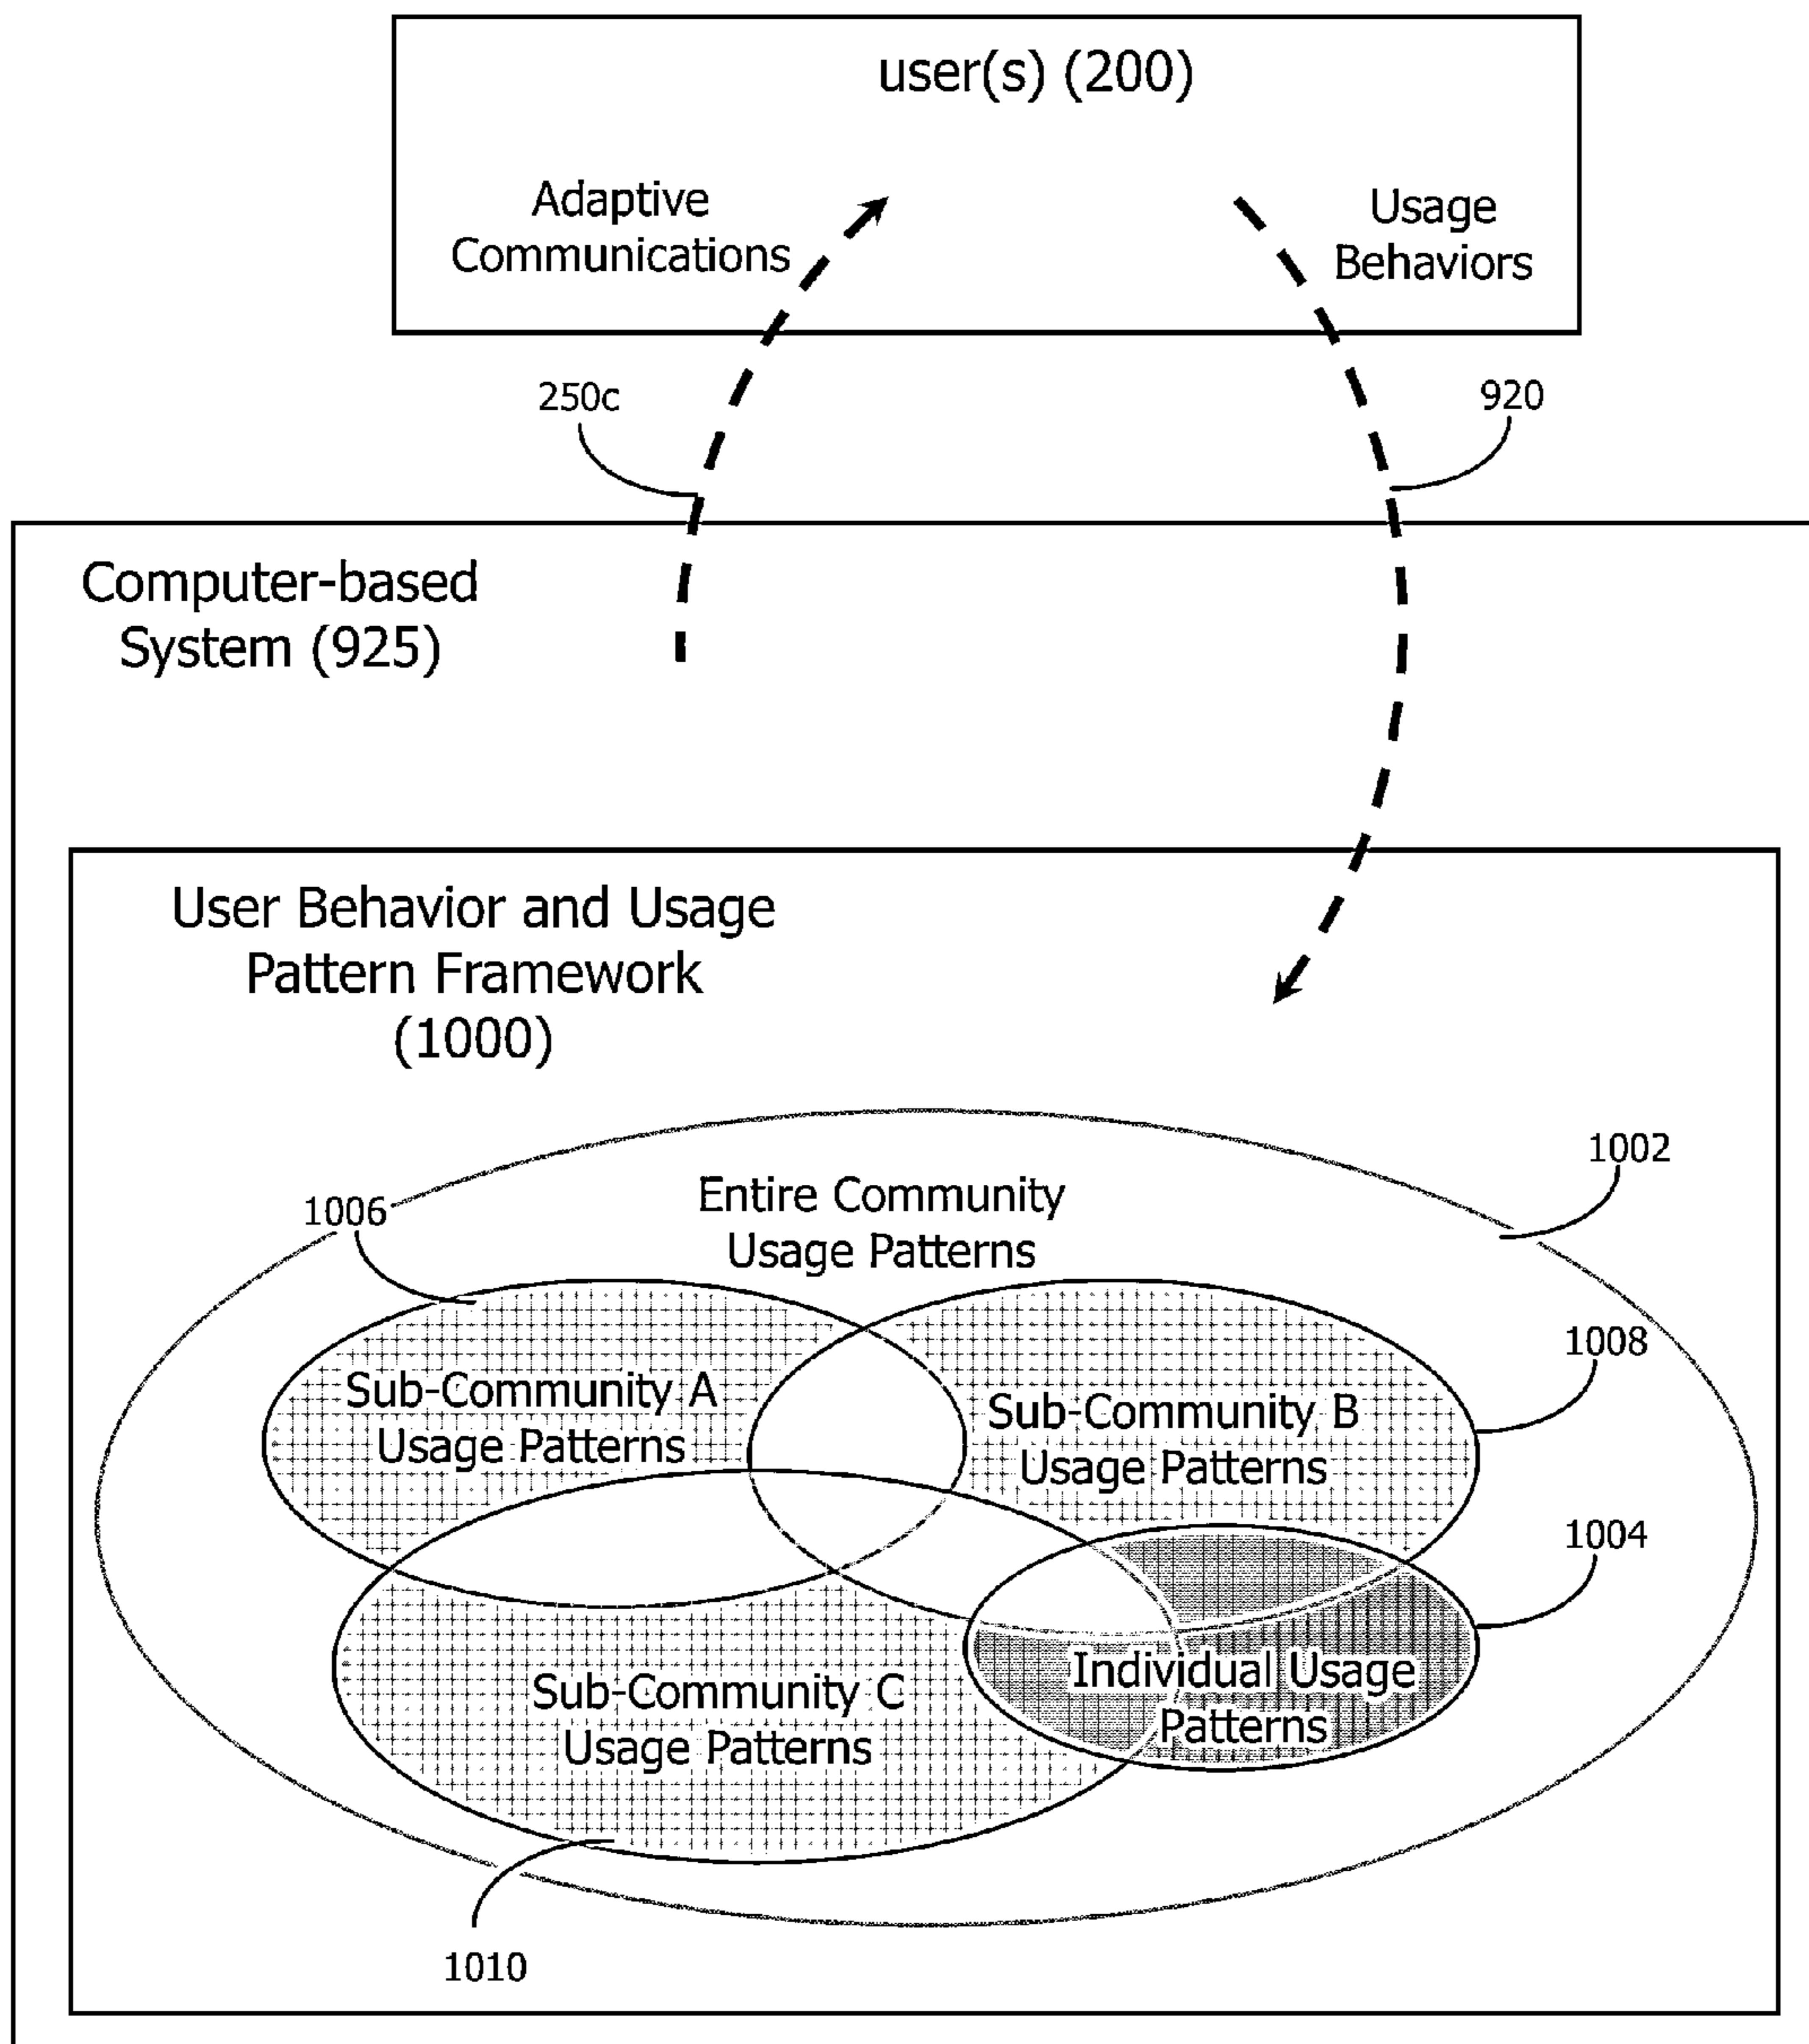 user(s) (200)
Adaptive
Communications
Usage
Behaviors
250c
920
Computer-based
System (925)
User Behavior and Usage
Pattern Framework
(1000)
1002
1006
Entire Community
Usage Patterns
1008
Sub-Community A
Usage Patterns
Sub-Community B
Usage Patterns
1004
Individual Usage
Patterns
Sub-Community C
Usage Patterns
1010